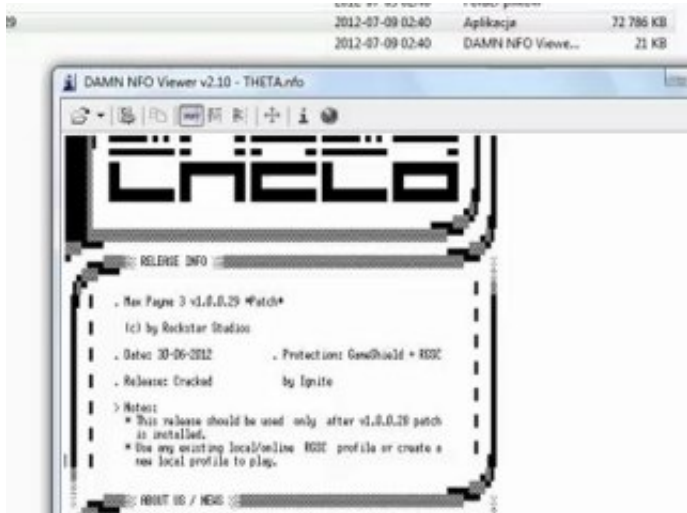 2012-07-09 02:40 Aplikacja 72 786 KB
2012-07-09 02:40 DAMN NFO Viewe... 21 KB
DAMN NFO Viewer v2.10 - THETA.nfo
RELEASE INFO
. Max Payne 3 v1.0.0.29 *Patch*
(c) by Rockstar Studios
. Date: 30-06-2012 . Protection: GameShield + RGSC
. Release: Cracked by Ignite
> Notes:
* This release should be used only after v1.0.0.28 patch
is installed.
* Use any existing local/online RGSC profile or create a
new local profile to play.
ABOUT US / NEWS